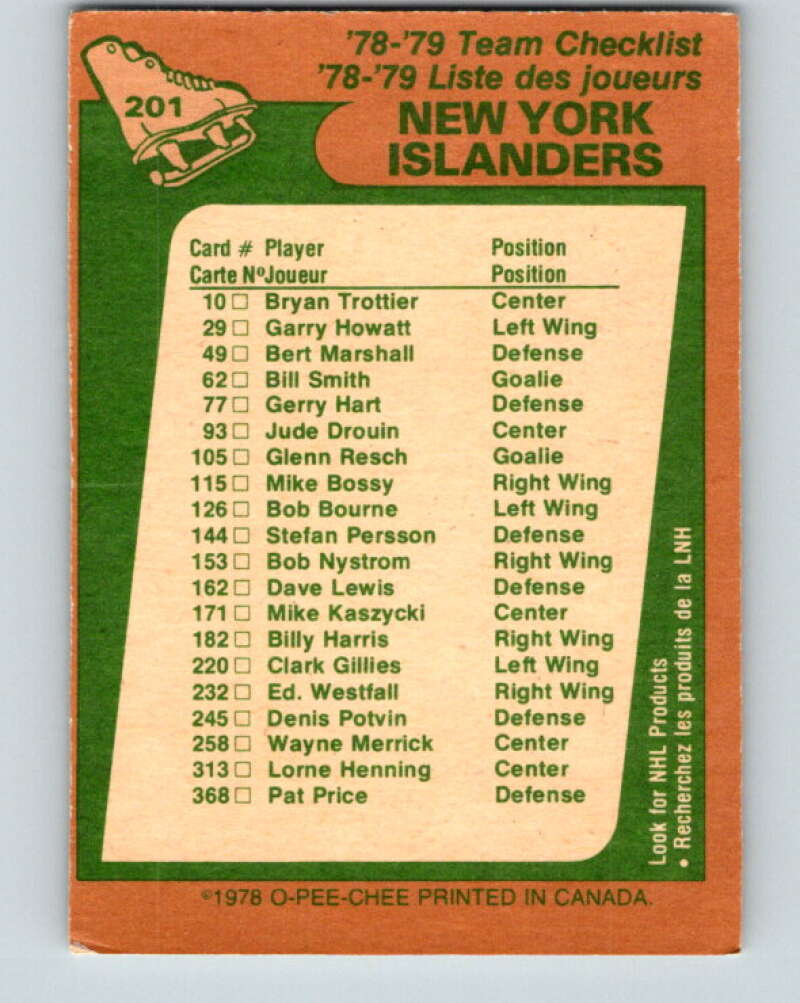 201
'78-'79 Team Checklist
'78-'79 Liste des joueurs
NEW YORK
ISLANDERS
Card # Player Position
Carte Nº Joueur Position
10 □ Bryan Trottier Center
29 □ Garry Howatt Left Wing
49 □ Bert Marshall Defense
62 □ Bill Smith Goalie
77 □ Gerry Hart Defense
93 □ Jude Drouin Center
105 □ Glenn Resch Goalie
115 □ Mike Bossy Right Wing
126 □ Bob Bourne Left Wing
144 □ Stefan Persson Defense
153 □ Bob Nystrom Right Wing
162 □ Dave Lewis Defense
171 □ Mike Kaszycki Center
182 □ Billy Harris Right Wing
220 □ Clark Gillies Left Wing
232 □ Ed. Westfall Right Wing
245 □ Denis Potvin Defense
258 □ Wayne Merrick Center
313 □ Lorne Henning Center
368 □ Pat Price Defense
Look for NHL Products
• Recherchez les produits de la LNH
©1978 O-PEE-CHEE PRINTED IN CANADA.